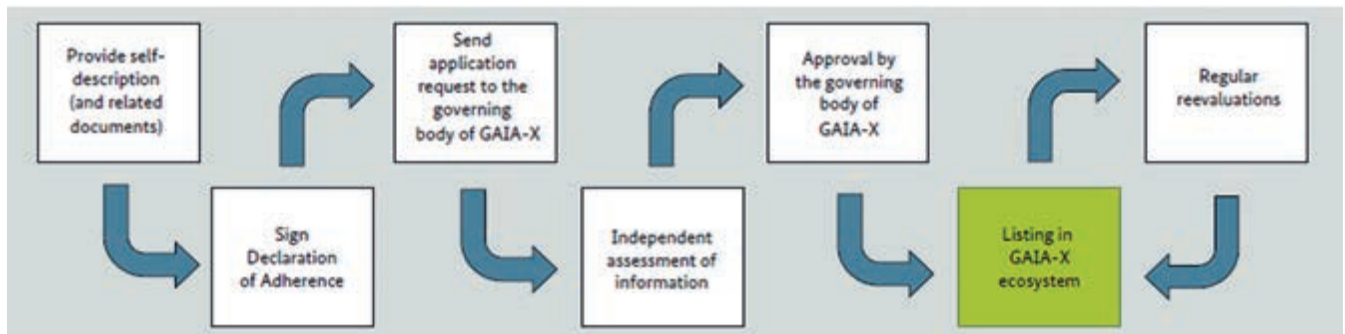 Provide self-
description
(and related
documents)
Sign
Declaration
of Adherence
Send
application
request to the
governing
body of GAIA-X
Independent
assessment of
information
Approval by
the governing
body of
GAIA-X
Listing in
GAIA-X
ecosystem
Regular
reevaluations